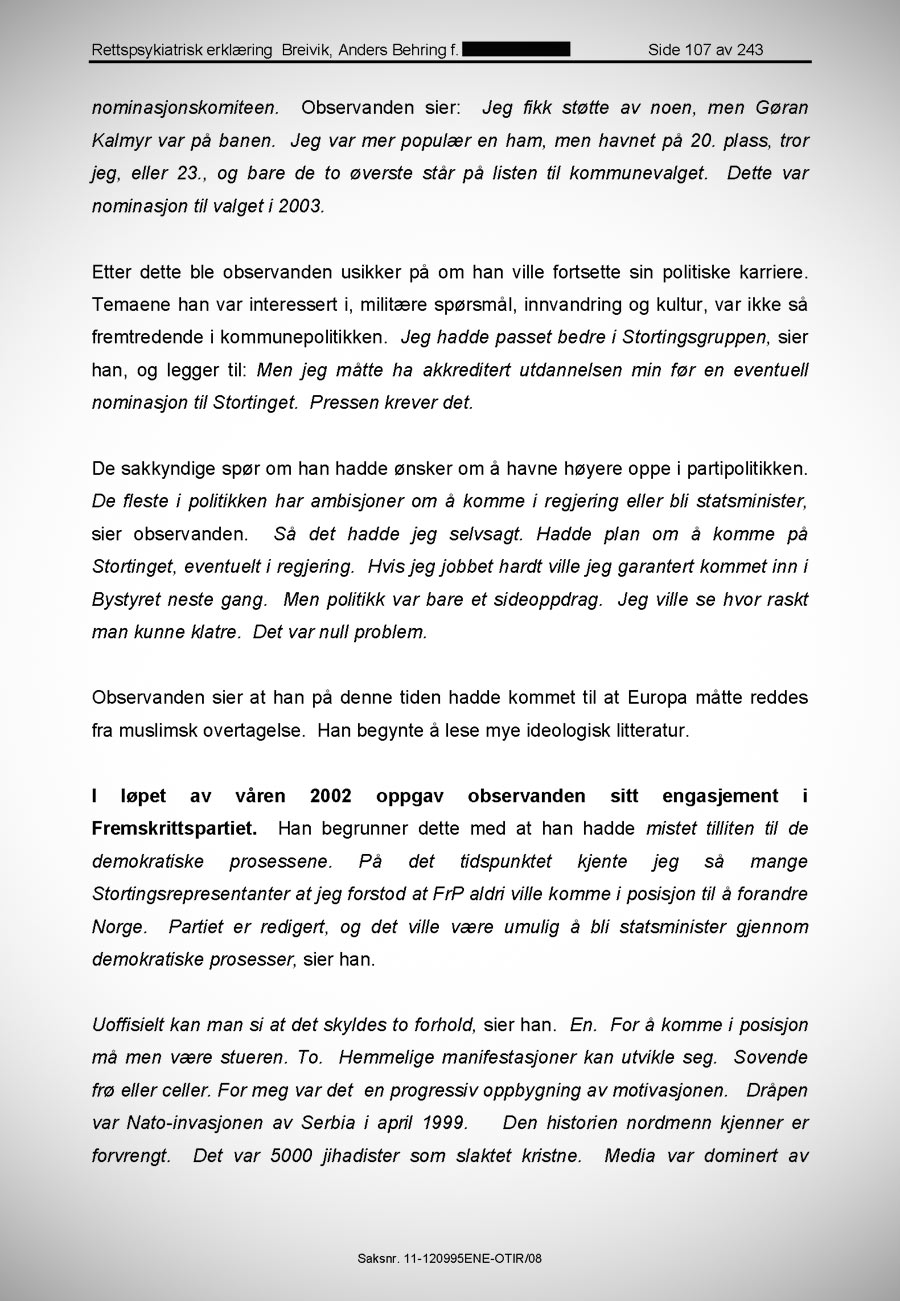 Rettspsykiatrisk erklæring Breivik, Anders Behring f. Side 107 av 243
nominasjonskomiteen. Observanden sier: Jeg fikk støtte av noen, men Gøran
Kalmyr var på banen. Jeg var mer populær en ham, men havnet på 20. plass, tror
jeg, eller 23., og bare de to øverste står på listen til kommunevalget. Dette var
nominasjon til valget i 2003.
Etter dette ble observanden usikker på om han ville fortsette sin politiske karriere.
Temaene han var interessert i, militære spørsmål, innvandring og kultur, var ikke så
fremtredende i kommunepolitikken. Jeg hadde passet bedre i Stortingsgruppen, sier
han, og legger til: Men jeg måtte ha akkreditert utdannelsen min før en eventuell
nominasjon til Stortinget. Pressen krever det.
De sakkyndige spør om han hadde ønsker om å havne høyere oppe i partipolitikken.
De fleste i politikken har ambisjoner om å komme i regjering eller bli statsminister,
sier observanden. Så det hadde jeg selvsagt. Hadde plan om å komme på
Stortinget, eventuelt i regjering. Hvis jeg jobbet hardt ville jeg garantert kommet inn i
Bystyret neste gang. Men politikk var bare et sideoppdrag. Jeg ville se hvor raskt
man kunne klatre. Det var null problem.
Observanden sier at han på denne tiden hadde kommet til at Europa måtte reddes
fra muslimsk overtagelse. Han begynte å lese mye ideologisk litteratur.
I løpet av våren 2002 oppgav observanden sitt engasjement i
Fremskrittspartiet. Han begrunner dette med at han hadde mistet tilliten til de
demokratiske prosessene. På det tidspunktet kjente jeg så mange
Stortingsrepresentanter at jeg forstod at FrP aldri ville komme i posisjon til å forandre
Norge. Partiet er redigert, og det ville være umulig å bli statsminister gjennom
demokratiske prosesser, sier han.
Uoffisielt kan man si at det skyldes to forhold, sier han. En. For å komme i posisjon
må men være stueren. To. Hemmelige manifestasjoner kan utvikle seg. Sovende
frø eller celler. For meg var det en progressiv oppbygning av motivasjonen. Dråpen
var Nato-invasjonen av Serbia i april 1999. Den historien nordmenn kjenner er
forvrengt. Det var 5000 jihadister som slaktet kristne. Media var dominert av
Saksnr. 11-120995ENE-OTIR/08